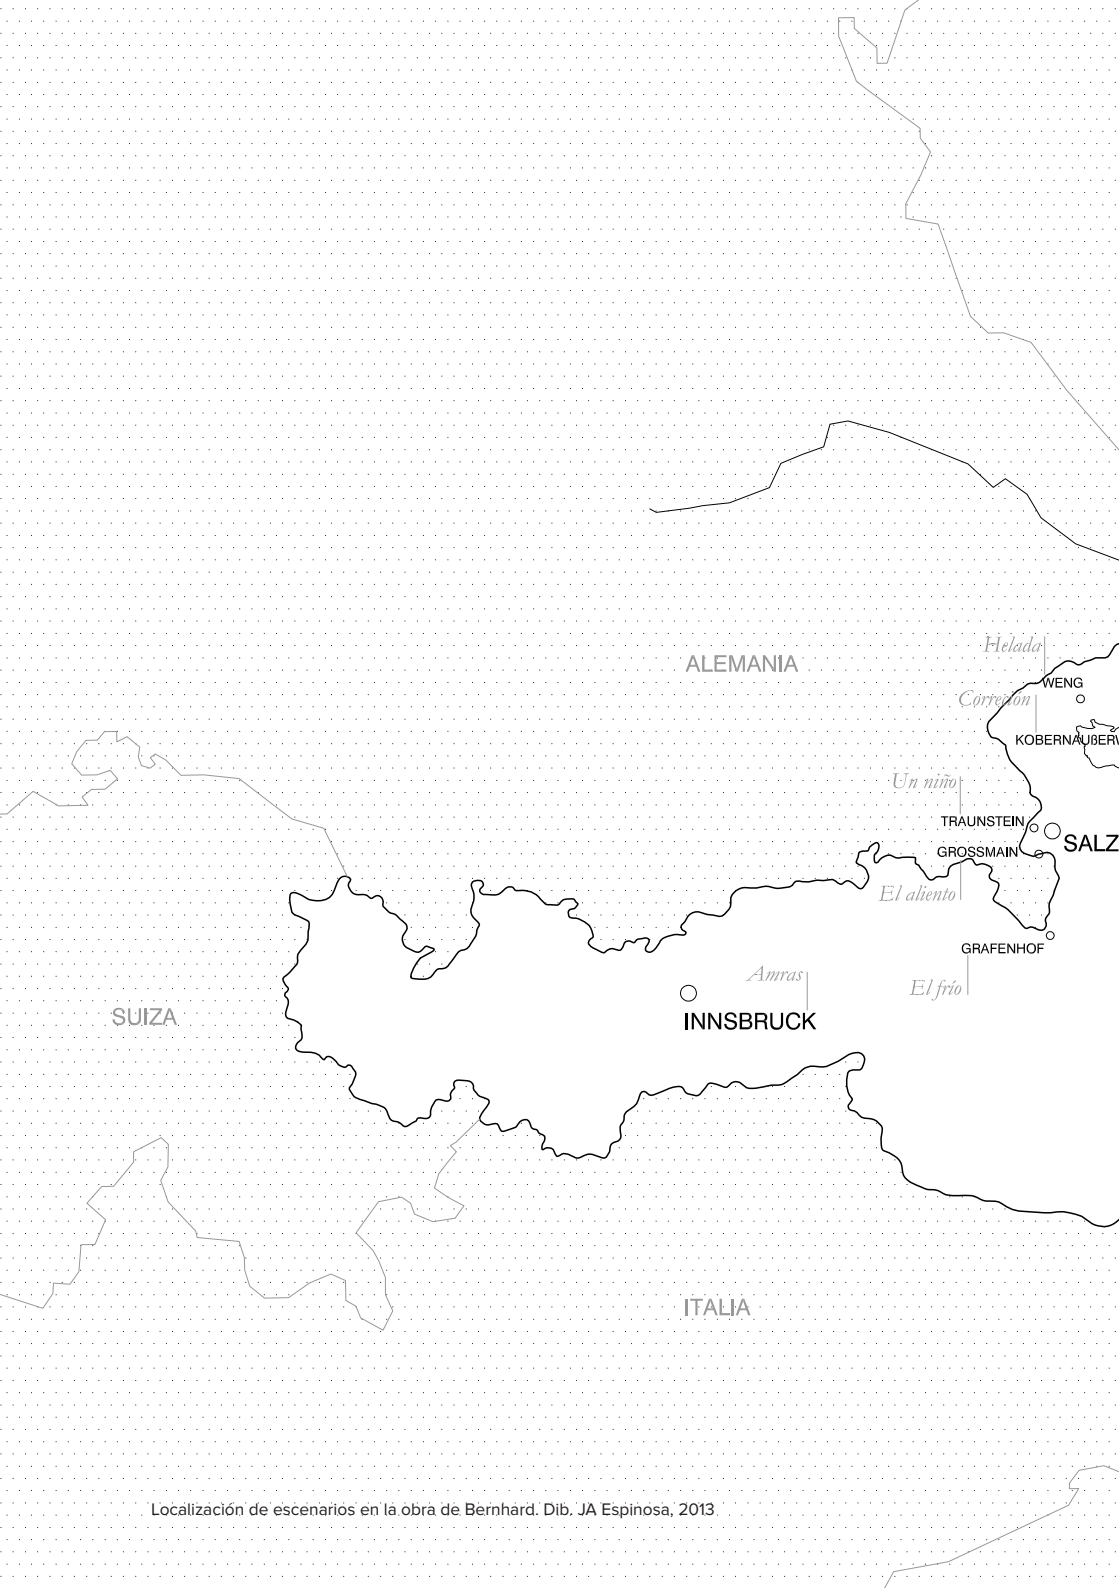 Helada
ALEMANIA
WENG
Correción
KOBERNAUßERW
Un niño
TRAUNSTEIN
SALZ
GROSSMAIN
El aliento
GRAFENHOF
Amras
El frío
SUIZA
INNSBRUCK
ITALIA
Localización de escenarios en la obra de Bernhard. Dib. JA Espinosa, 2013